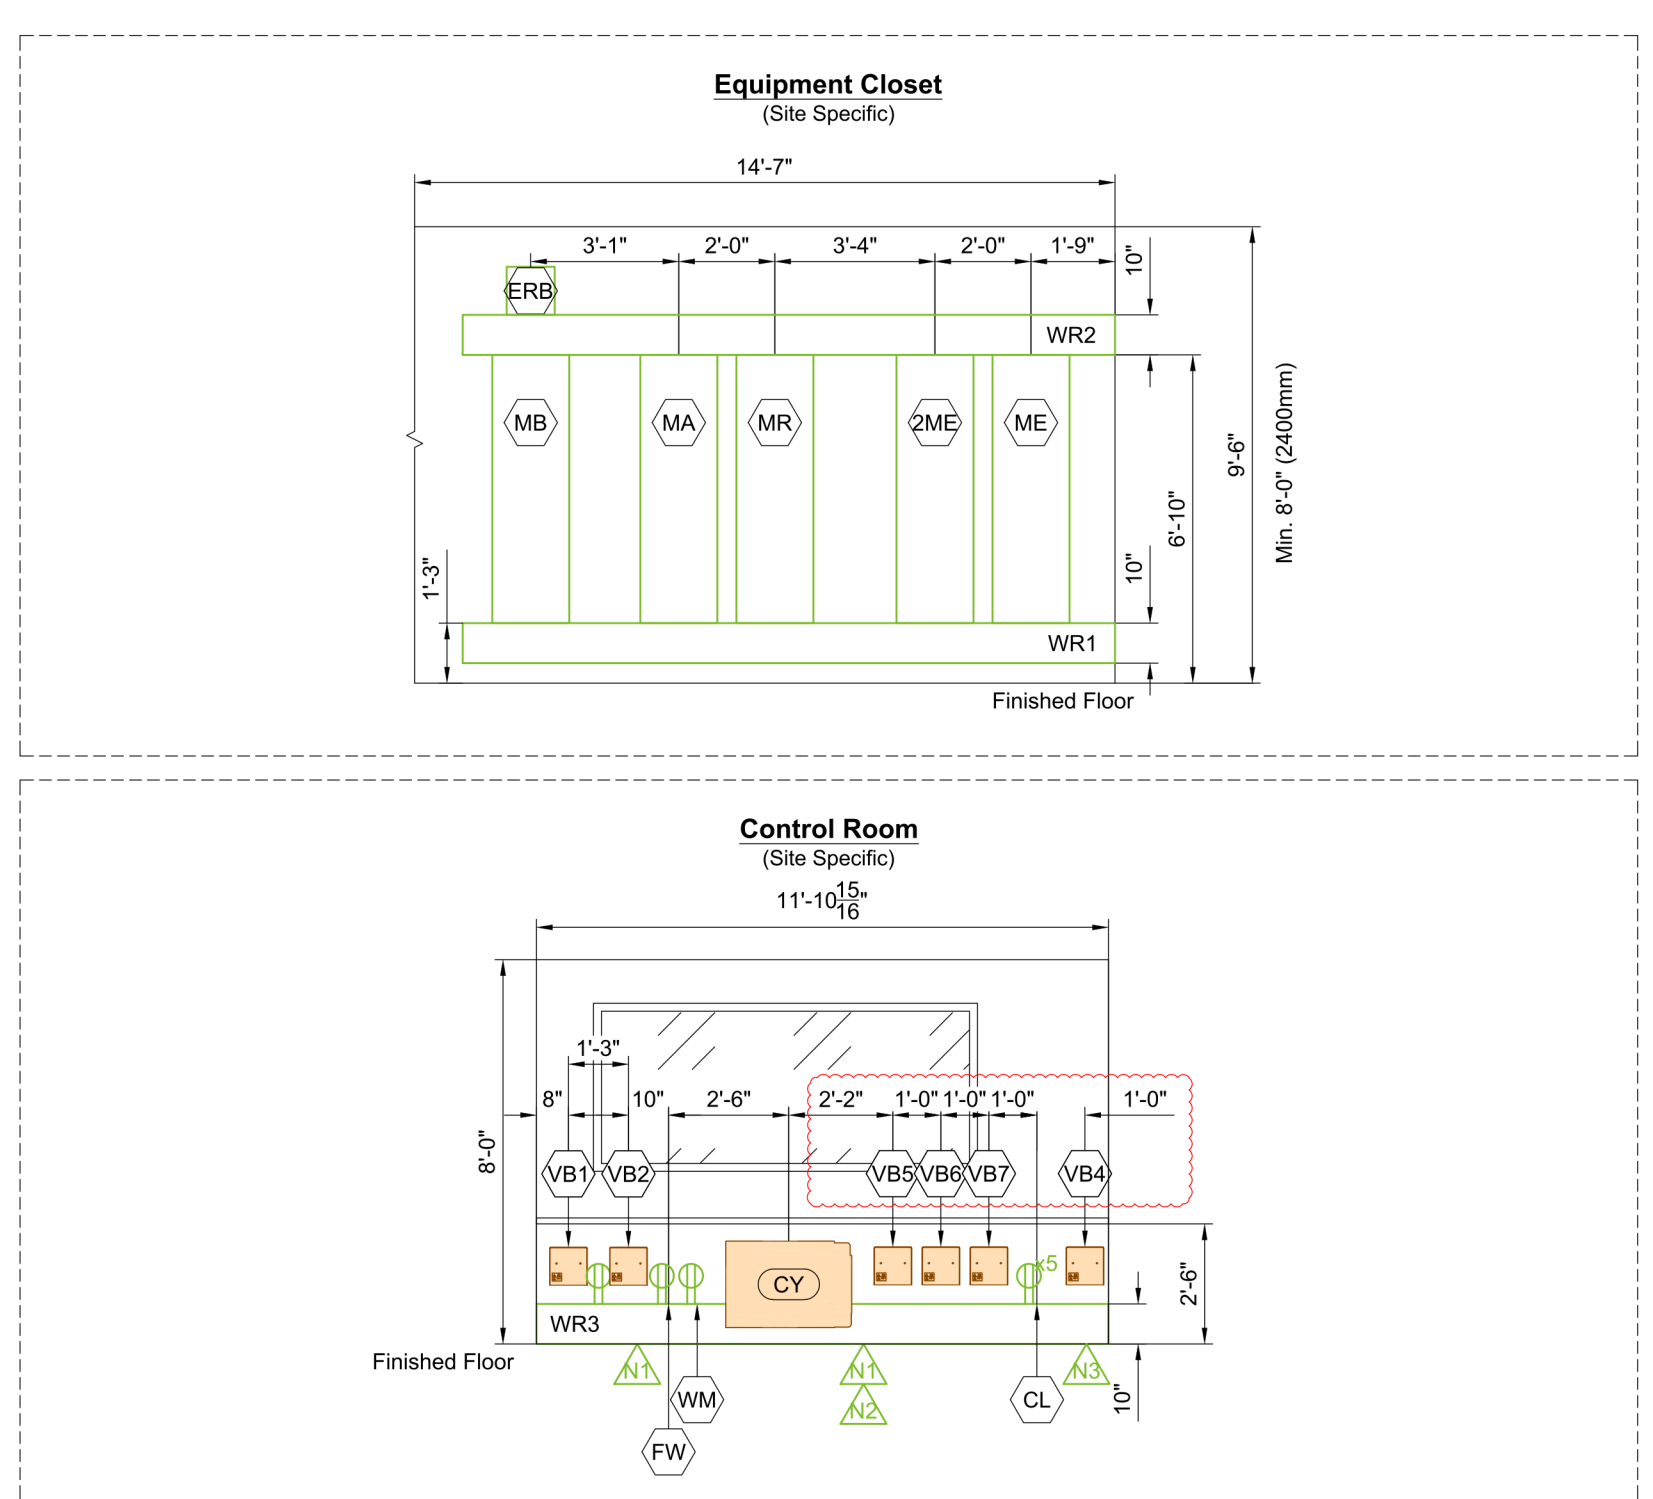 Equipment Closet
(Site Specific)
14'-7"
3'-1" 2'-0" 3'-4" 2'-0" 1'-9" 10"
ERB
WR2
MB MA MR 2ME ME
9'-6"
Min. 8'-0" (2400mm)
6'-10"
1'-3" 10"
WR1
Finished Floor
Control Room
(Site Specific)
11'-10 15/16"
1'-3"
8" 10" 2'-6" 2'-2" 1'-0" 1'-0" 1'-0" 1'-0"
8'-0"
VB1 VB2 VB5 VB6 VB7 VB4
x5
CY
2'-6"
WR3
Finished Floor
N1 N1 N3
10"
WM N2 CL
FW